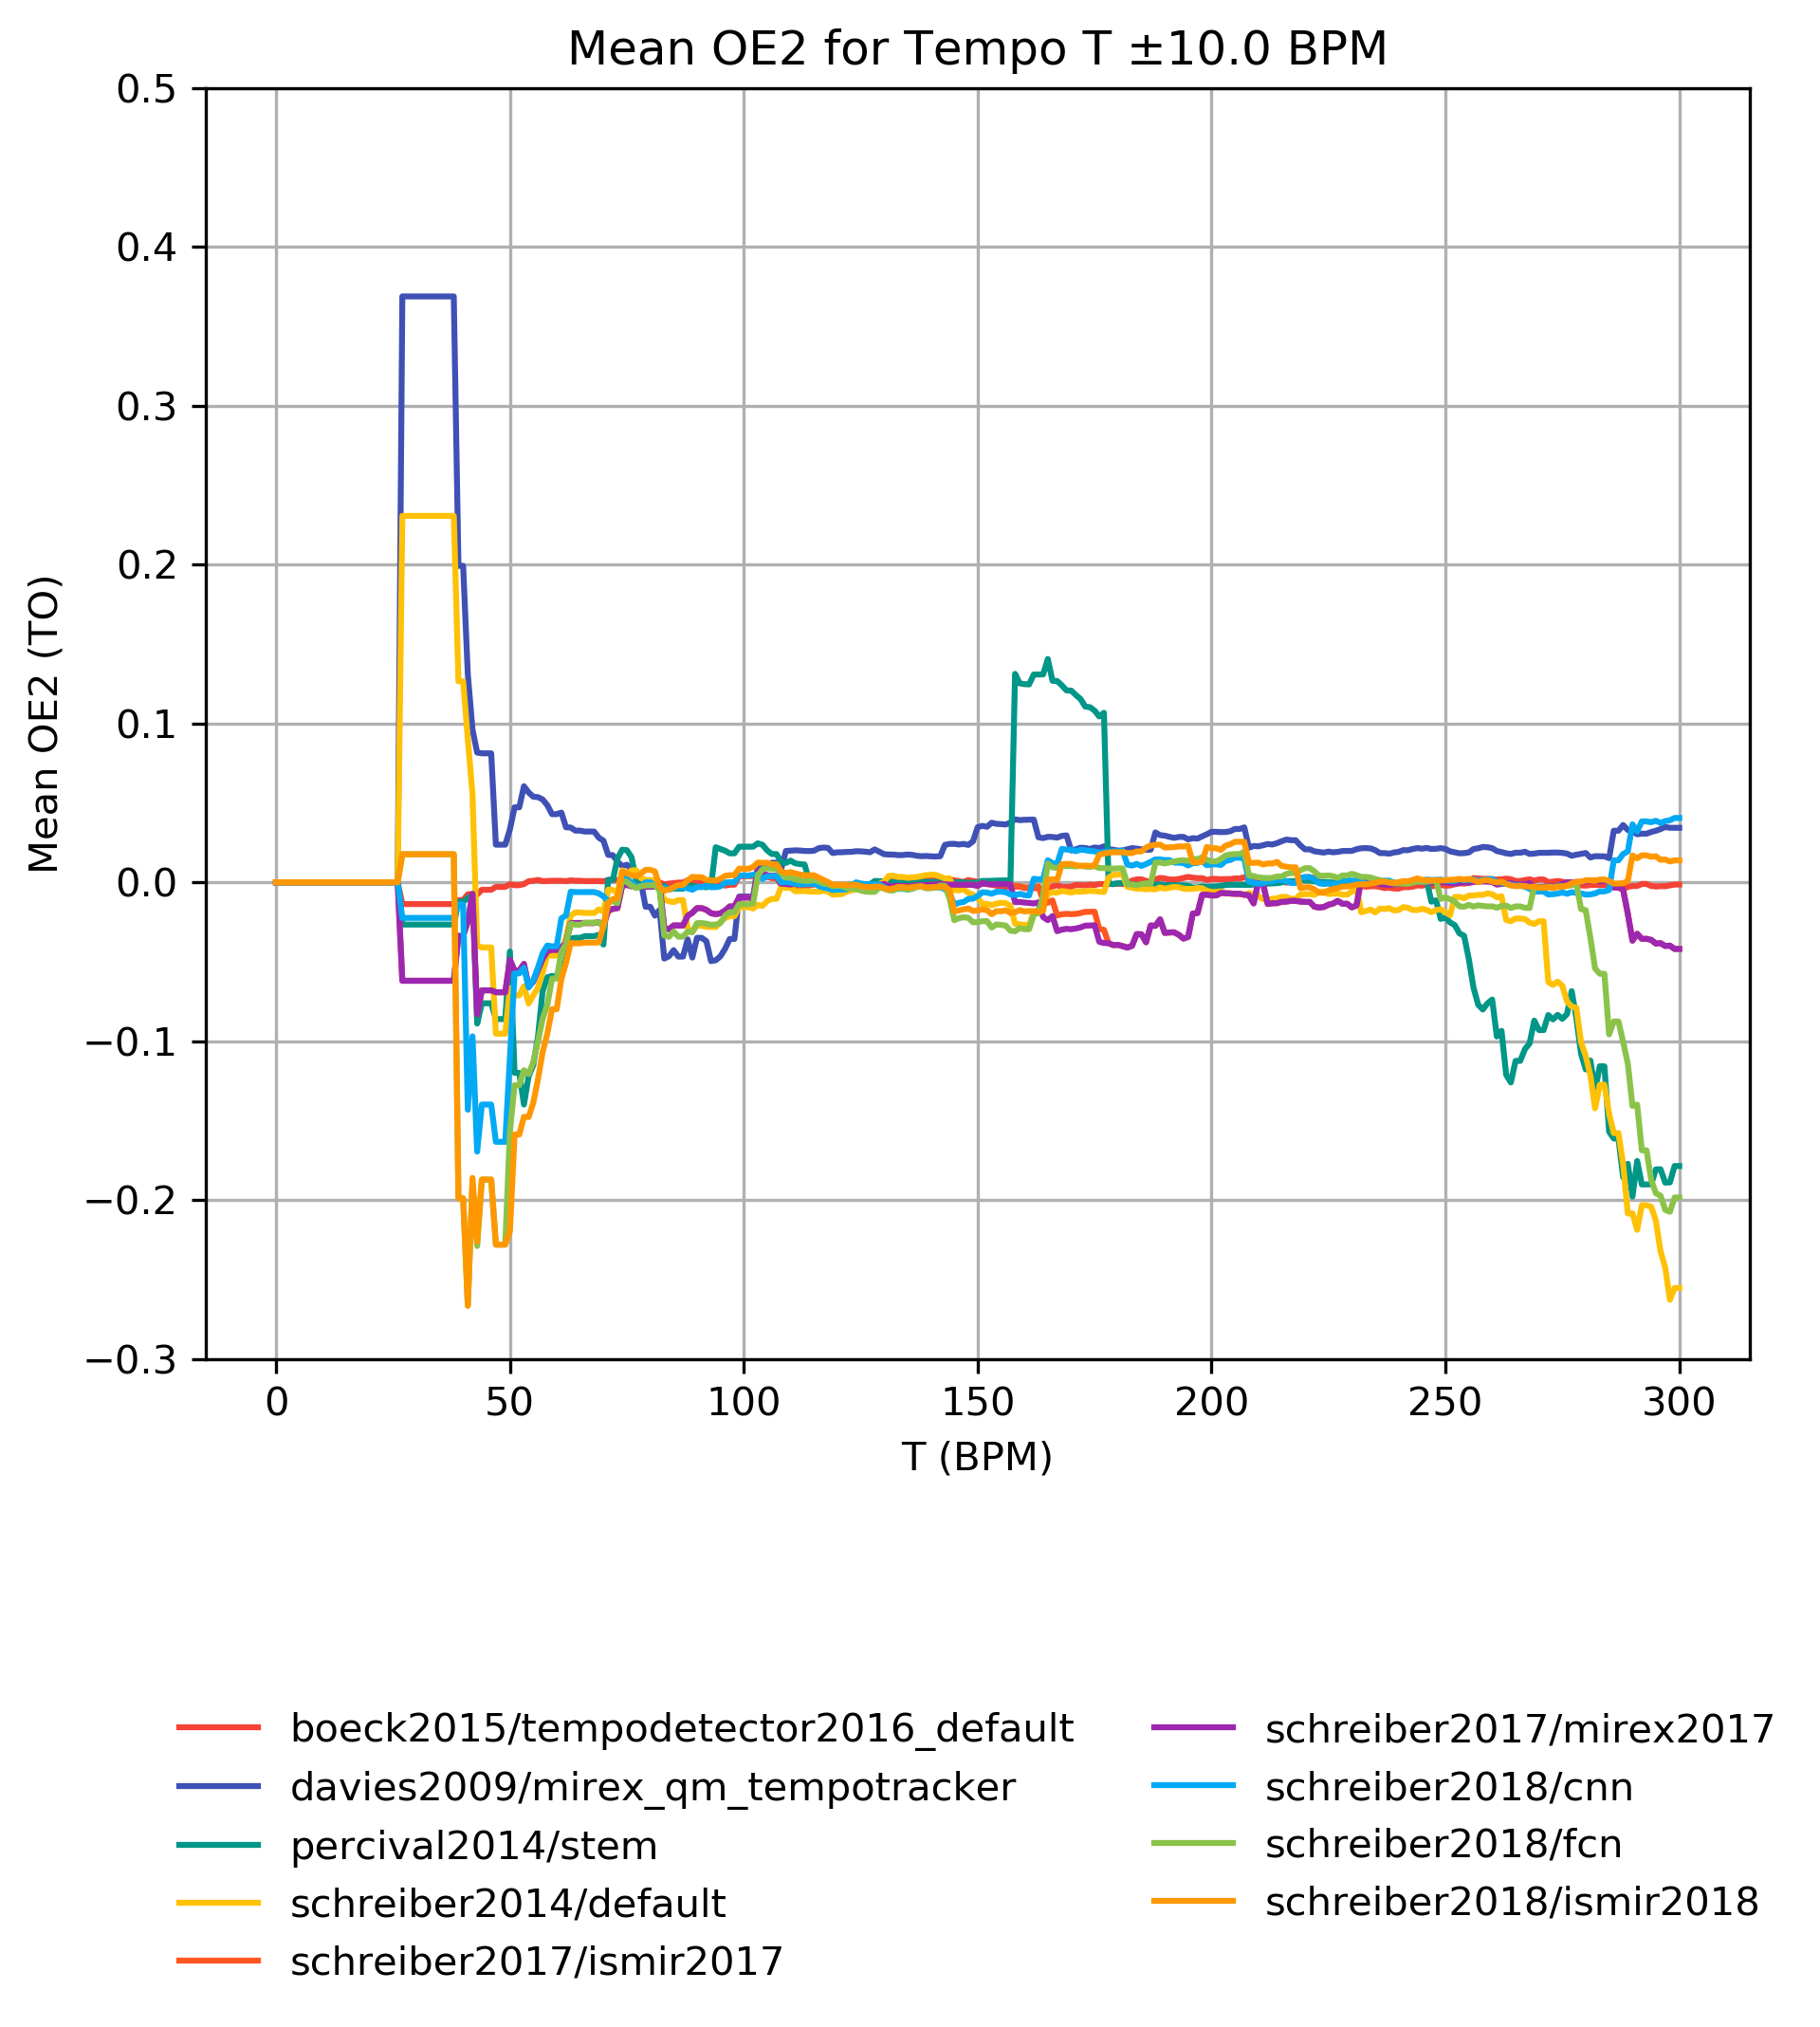 Mean OE2 for Tempo T ±10.0 BPM
0.5
0.4
0.3
0.2
0.1
0.0
−0.1
−0.2
−0.3
Mean OE2 (TO)
0 50 100 150 200 250 300
T (BPM)
boeck2015/tempodetector2016_default
davies2009/mirex_qm_tempotracker
percival2014/stem
schreiber2014/default
schreiber2017/ismir2017
schreiber2017/mirex2017
schreiber2018/cnn
schreiber2018/fcn
schreiber2018/ismir2018